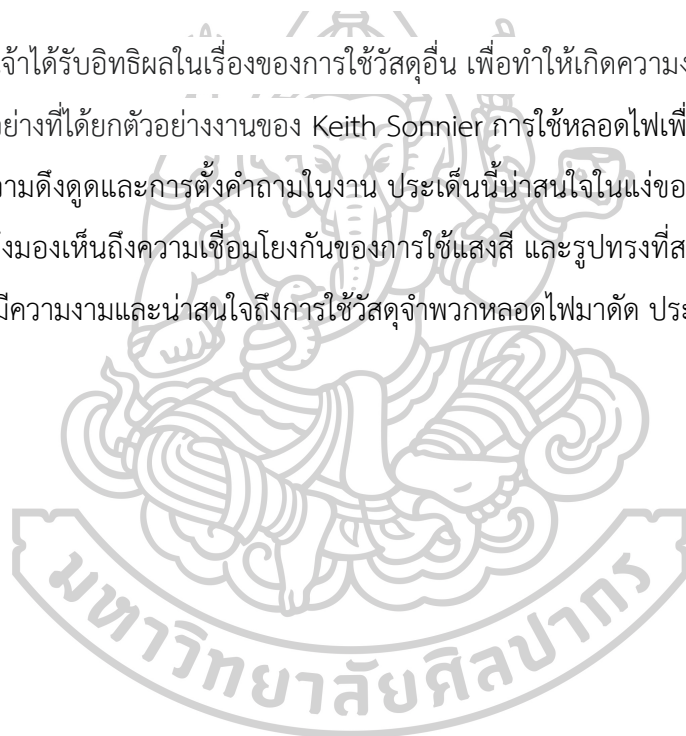 เจ้าได้รับอิทธิผลในเรื่องของการใช้วัสดุอื่น เพื่อทำให้เกิดความง
อย่างที่ได้ยกตัวอย่างงานของ Keith Sonnier การใช้หลอดไฟเพื่
ามดึงดูดและการตั้งคำถามในงาน ประเด็นนี้น่าสนใจในแง่ขอ
ังมองเห็นถึงความเชื่อมโยงกันของการใช้แสงสี และรูปทรงที่ส
มีความงามและน่าสนใจถึงการใช้วัสดุจำพวกหลอดไฟมาดัด ประ
มหาวิทยาลัยศิลปากร